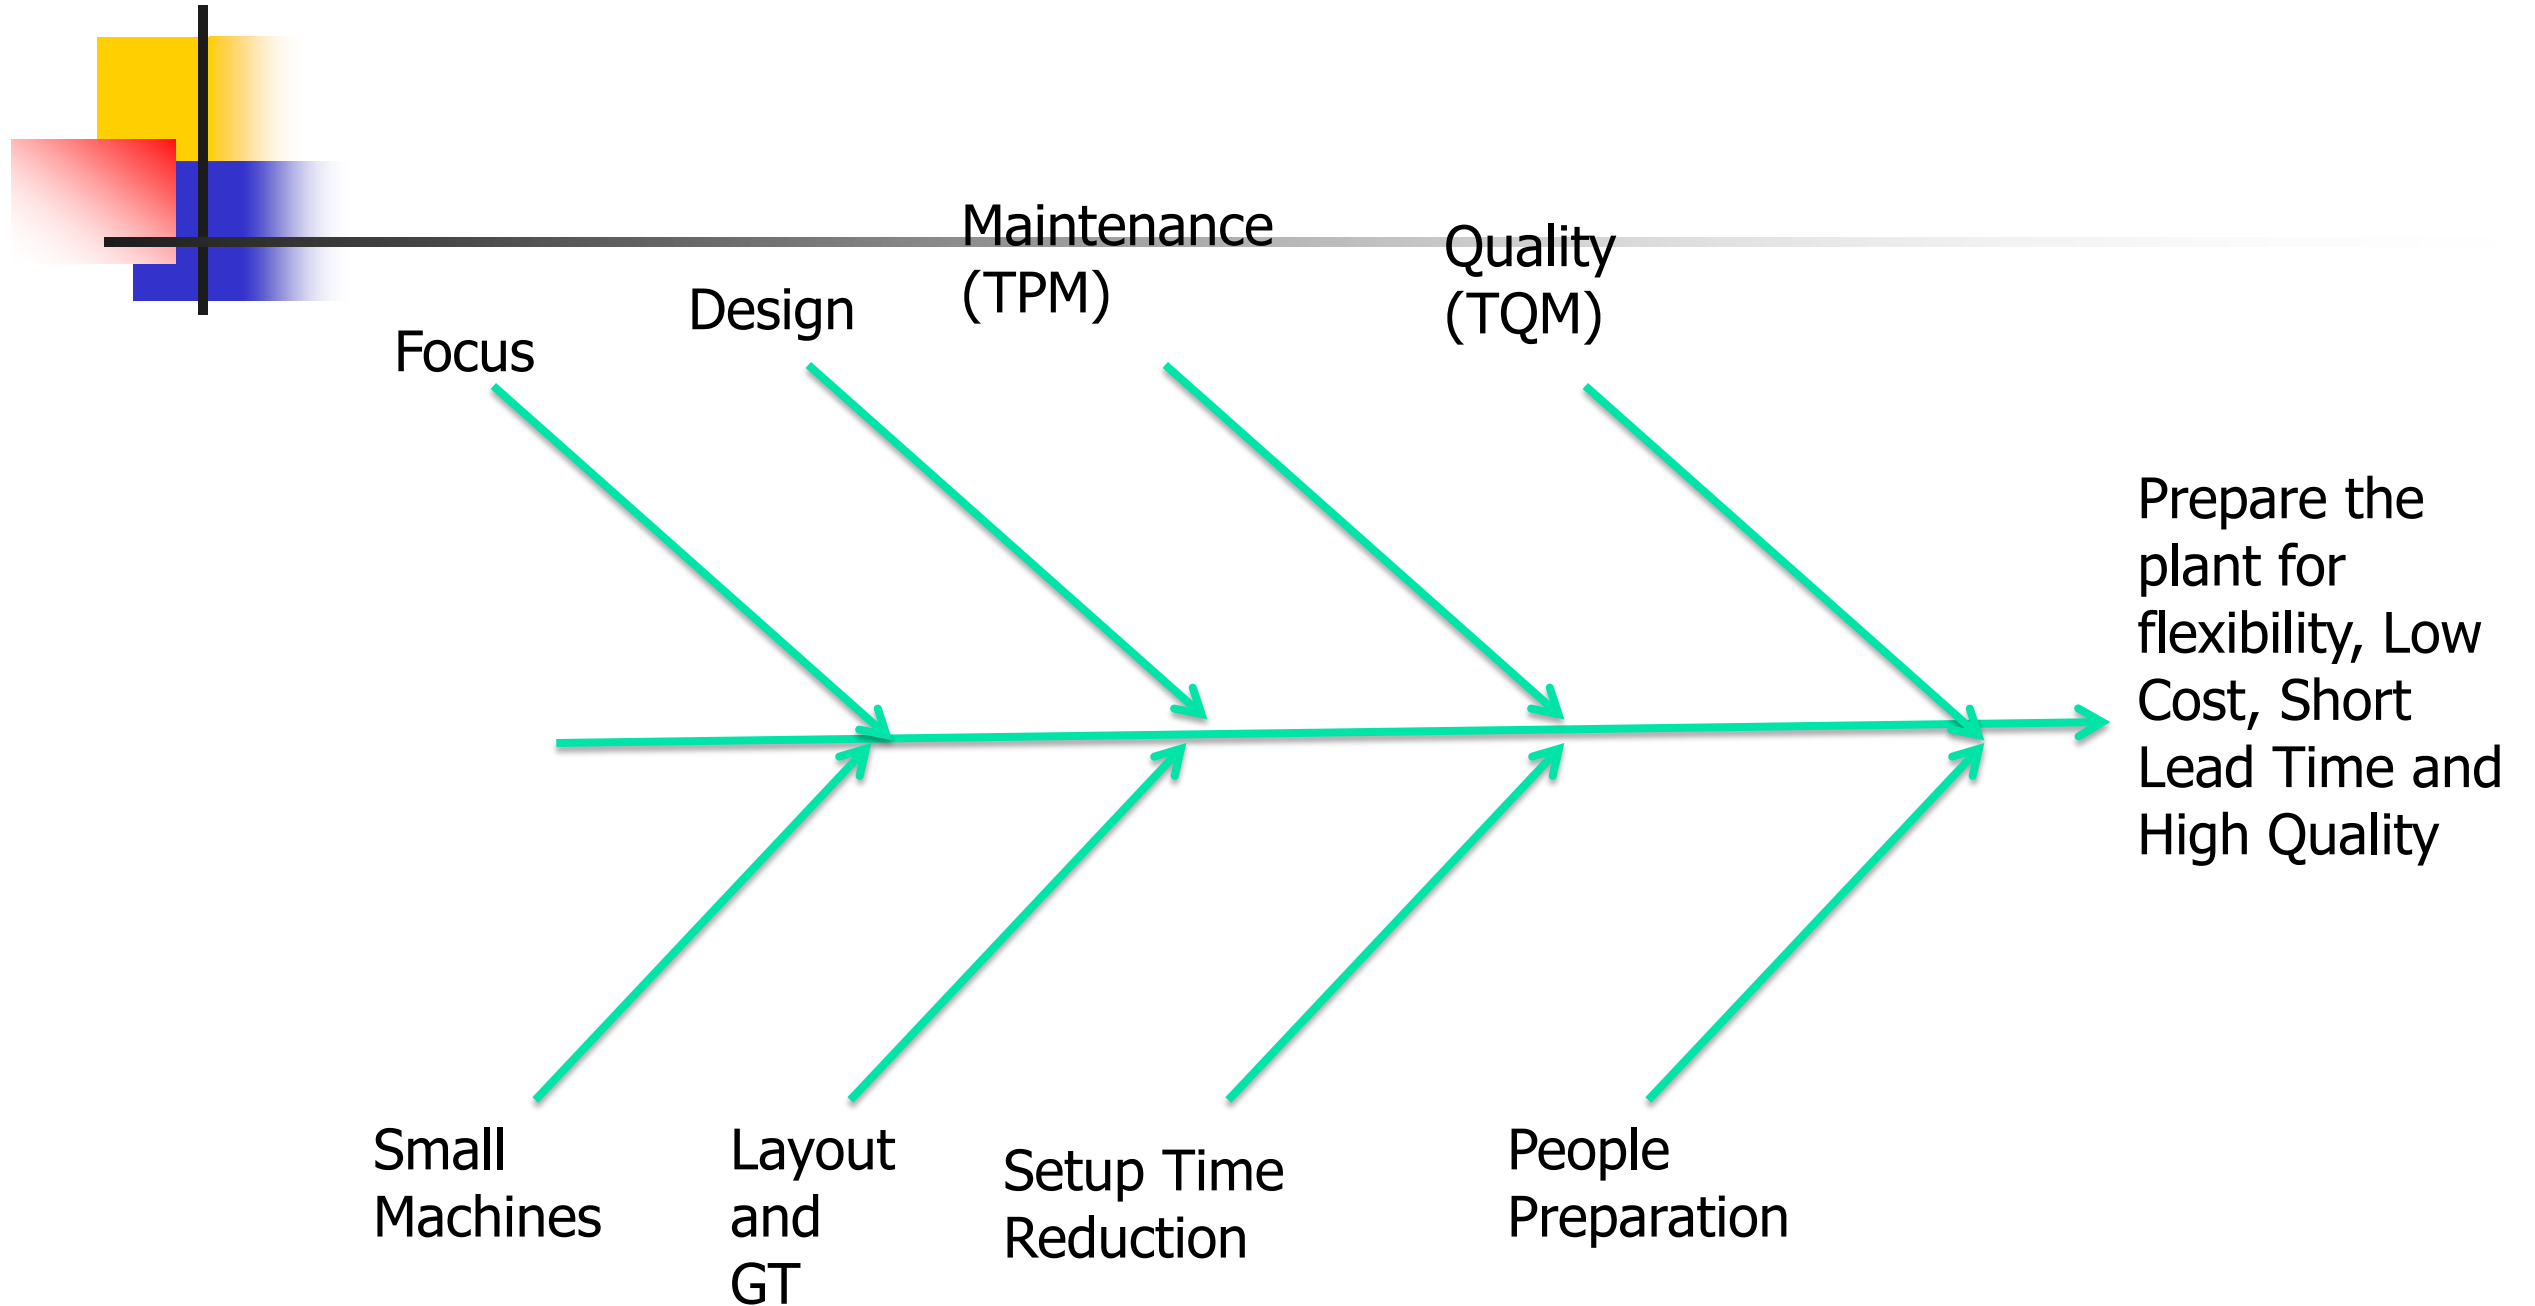 Maintenance
(TPM)
Quality
(TQM)
Design
Focus
Prepare the
plant for
flexibility, Low
Cost, Short
Lead Time and
High Quality
Small
Machines
Layout
and
GT
Setup Time
Reduction
People
Preparation